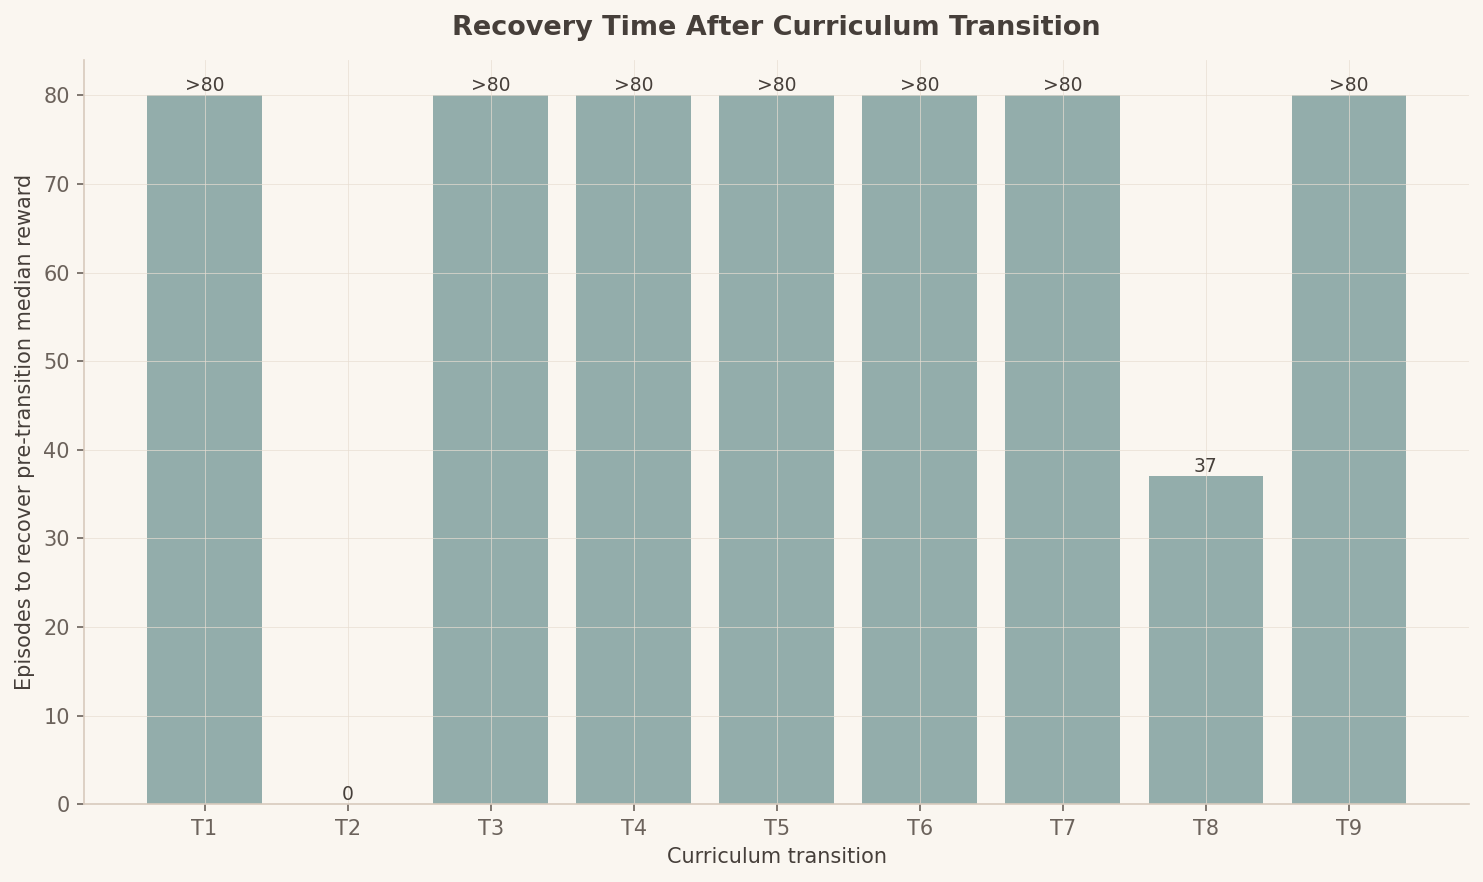 Recovery Time After Curriculum Transition
Episodes to recover pre-transition median reward
80
70
60
50
40
30
20
10
0
>80
0
>80
>80
>80
>80
>80
37
>80
T1
T2
T3
T4
T5
T6
T7
T8
T9
Curriculum transition